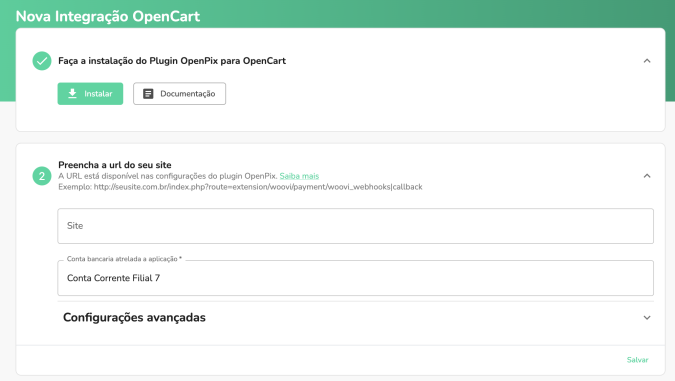 Nova Integração OpenCart
Faça a instalação do Plugin OpenPix para OpenCart
Instalar
Documentação
2
Preencha a url do seu site
A URL está disponível nas configurações do plugin OpenPix. Saiba mais
Exemplo: http://seusite.com.br/index.php?route=extension/woovi/payment/woovi_webhooks|callback
Site
Conta bancaria atrelada a aplicação *
Conta Corrente Filial 7
Configurações avançadas
Salvar